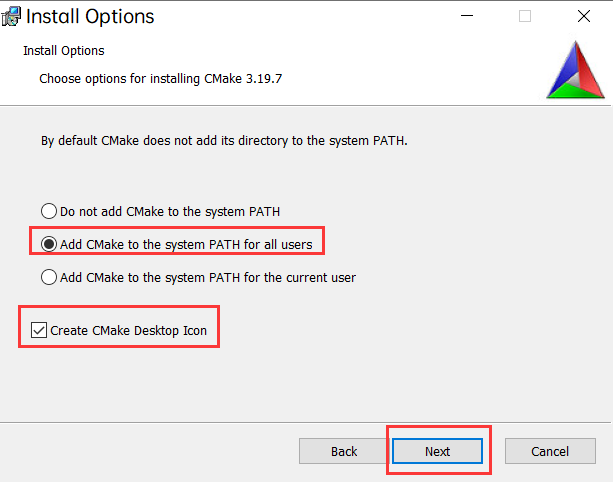 Install Options
Install Options
Choose options for installing CMake 3.19.7
By default CMake does not add its directory to the system PATH.
Do not add CMake to the system PATH
Add CMake to the system PATH for all users
Add CMake to the system PATH for the current user
Create CMake Desktop Icon
Back
Next
Cancel